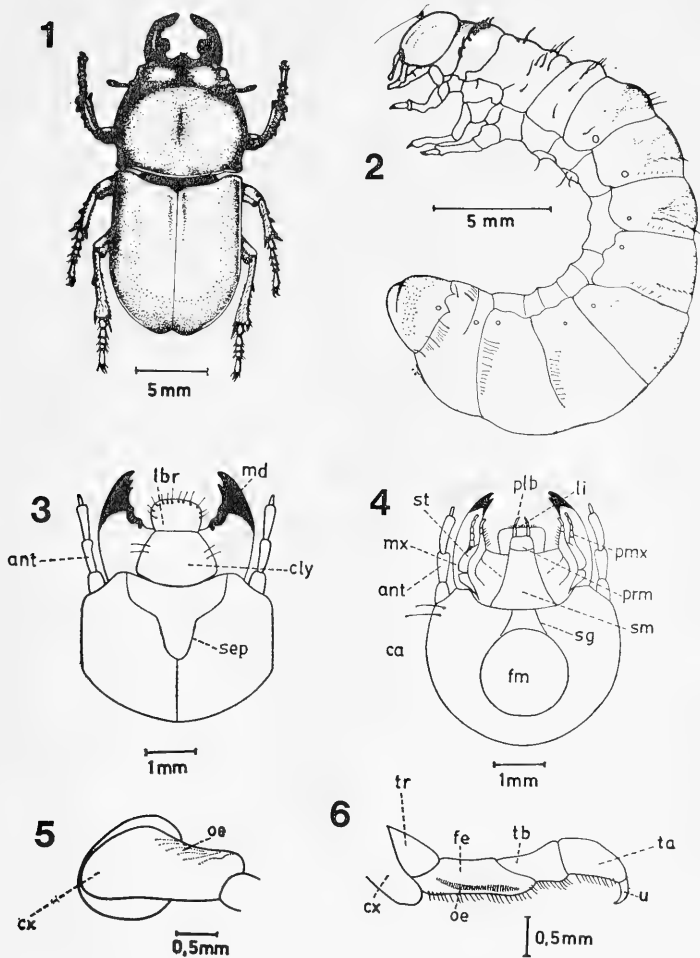 1
5mm
2
5 mm
3
lbr
md
ant
cly
sep
1mm
4
plb
li
st
mx
pmx
ant
prm
sm
ca
sg
fm
1mm
5
oe
cx
0,5mm
6
tr
fe
tb
ta
cx
oe
u
0,5mm